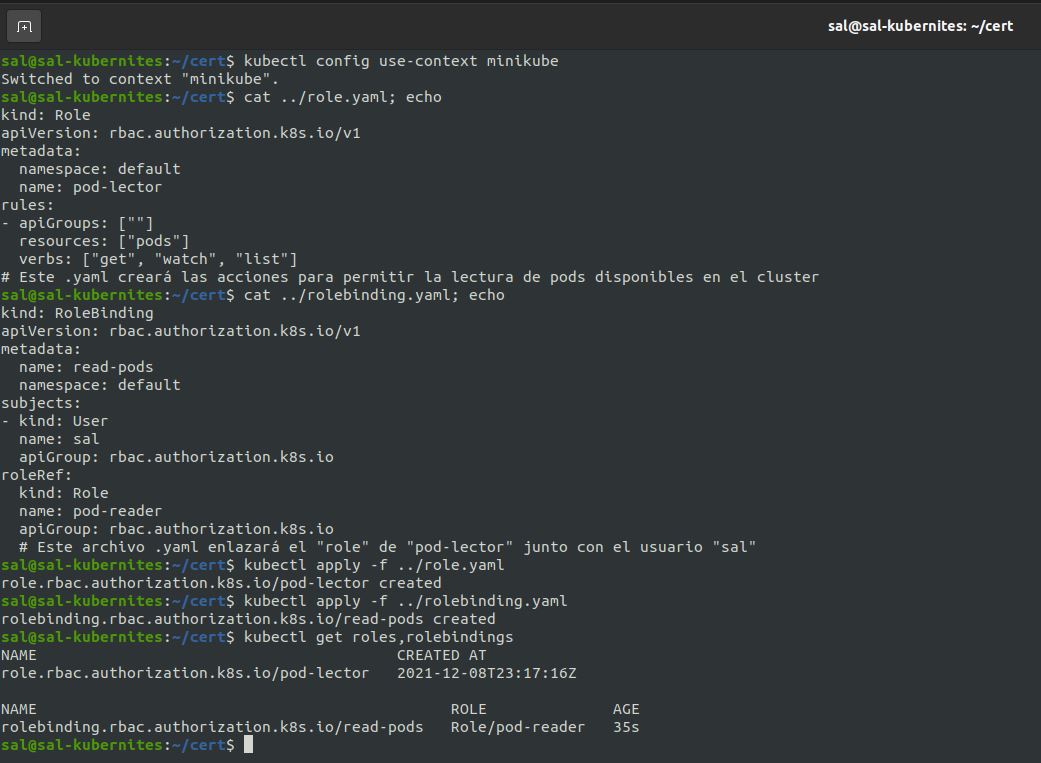 sal@sal-kubernites: ~/cert
sal@sal-kubernites:~/cert$ kubectl config use-context minikube
Switched to context "minikube".
sal@sal-kubernites:~/cert$ cat ../role.yaml; echo
kind: Role
apiVersion: rbac.authorization.k8s.io/v1
metadata:
  namespace: default
  name: pod-lector
rules:
- apiGroups: [""]
  resources: ["pods"]
  verbs: ["get", "watch", "list"]
# Este .yaml creará las acciones para permitir la lectura de pods disponibles en el cluster
sal@sal-kubernites:~/cert$ cat ../rolebinding.yaml; echo
kind: RoleBinding
apiVersion: rbac.authorization.k8s.io/v1
metadata:
  name: read-pods
  namespace: default
subjects:
- kind: User
  name: sal
  apiGroup: rbac.authorization.k8s.io
roleRef:
  kind: Role
  name: pod-reader
  apiGroup: rbac.authorization.k8s.io
  # Este archivo .yaml enlazará el "role" de "pod-lector" junto con el usuario "sal"
sal@sal-kubernites:~/cert$ kubectl apply -f ../role.yaml
role.rbac.authorization.k8s.io/pod-lector created
sal@sal-kubernites:~/cert$ kubectl apply -f ../rolebinding.yaml
rolebinding.rbac.authorization.k8s.io/read-pods created
sal@sal-kubernites:~/cert$ kubectl get roles,rolebindings
NAME                                        CREATED AT
role.rbac.authorization.k8s.io/pod-lector   2021-12-08T23:17:16Z

NAME                                              ROLE              AGE
rolebinding.rbac.authorization.k8s.io/read-pods   Role/pod-reader   35s
sal@sal-kubernites:~/cert$